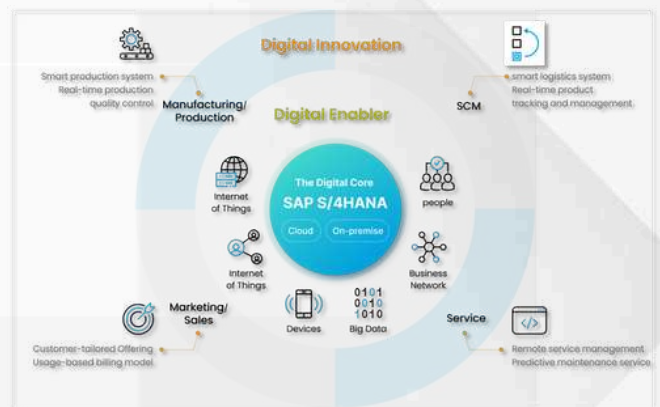 Digital Innovation
Smart production system
Real-time production
quality control
Manufacturing/
Production
smart logistics system
Real-time product
tracking and management
SCM
Digital Enabler
The Digital Core
SAP S/4HANA
Cloud
On-premise
Internet
of Things
people
Internet
of Things
Business
Network
Devices
0101
0010
1010
Big Data
Marketing/
Sales
Customer-tailored Offering
Usage-based billing model
Service
</>
Remote service management
Predictive maintenance service